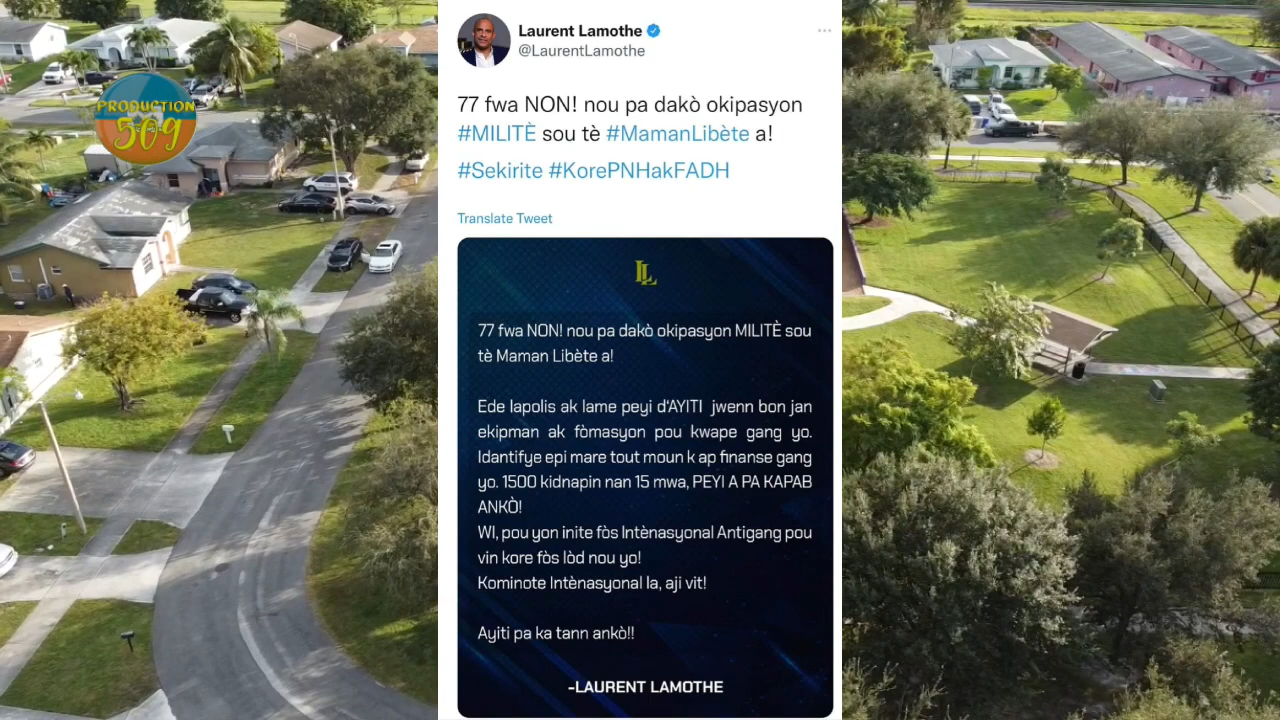 PRODUCTION
509
Laurent Lamothe
@LaurentLamothe
77 fwa NON! nou pa dakò okipasyon
#MILITÈ sou tè #MamanLibète a!
#Sekirite #KorePNHakFADH
Translate Tweet
LL
77 fwa NON! nou pa dakò okipasyon MILITÈ sou
tè Maman Libète a!
Ede lapolis ak lame peyi d'AYITI jwenn bon jan
ekipman ak fòmasyon pou kwape gang yo.
Idantifye epi mare tout moun k ap finanse gang
yo. 1500 kidnapin nan 15 mwa, PEYI A PA KAPAB
ANKÒ!
WI, pou yon inite fòs Intènasyonal Antigang pou
vin kore fòs lòd nou yo!
Kominote Intènasyonal la, aji vit!
Ayiti pa ka tann ankò!!
-LAURENT LAMOTHE